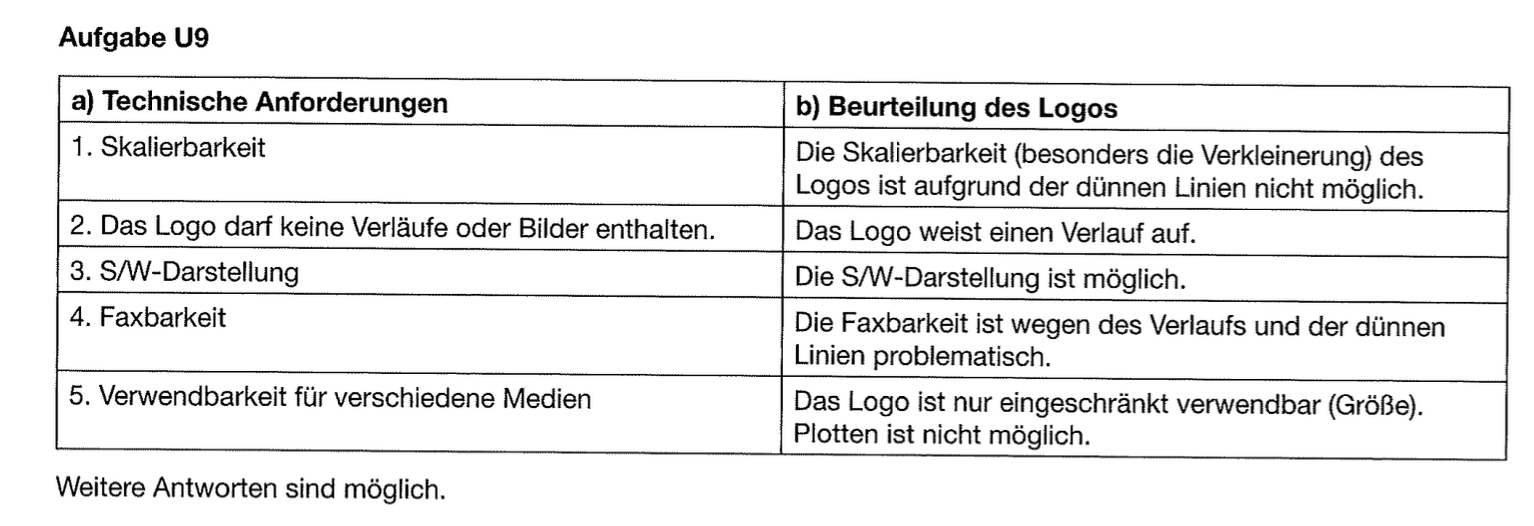 Aufgabe U9
a) Technische Anforderungen
b) Beurteilung des Logos
1. Skalierbarkeit
Die Skalierbarkeit (besonders die Verkleinerung) des
Logos ist aufgrund der dünnen Linien nicht möglich.
2. Das Logo darf keine Verläufe oder Bilder enthalten.
Das Logo weist einen Verlauf auf.
3. S/W-Darstellung
Die S/W-Darstellung ist möglich.
4. Faxbarkeit
Die Faxbarkeit ist wegen des Verlaufs und der dünnen
Linien problematisch.
5. Verwendbarkeit für verschiedene Medien
Das Logo ist nur eingeschränkt verwendbar (Größe).
Plotten ist nicht möglich.
Weitere Antworten sind möglich.